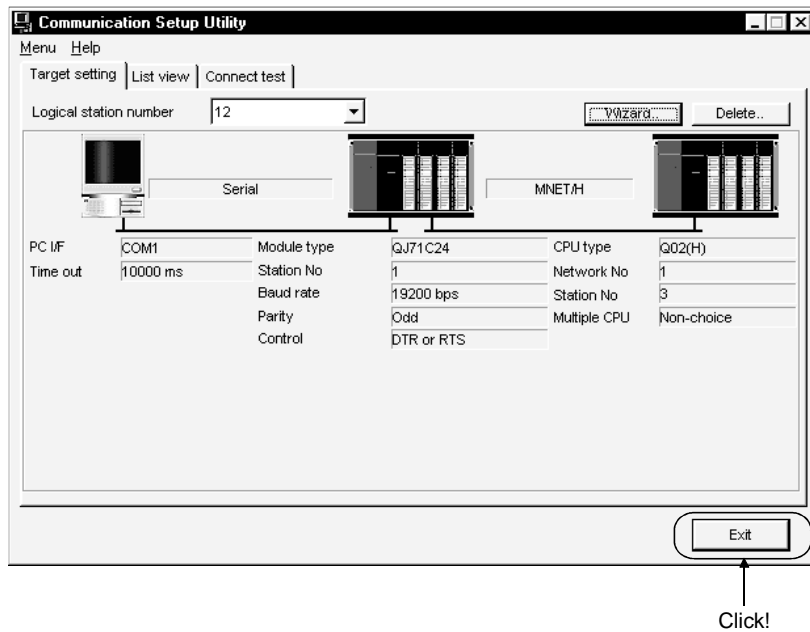 Communication Setup Utility
Menu Help
Target setting List view Connect test
Logical station number 12 Wizard.. Delete..
Serial MNET/H
PC I/F COM1 Module type QJ71C24 CPU type Q02(H)
Time out 10000 ms Station No 1 Network No 1
Baud rate 19200 bps Station No 3
Parity Odd Multiple CPU Non-choice
Control DTR or RTS
Exit
Click!